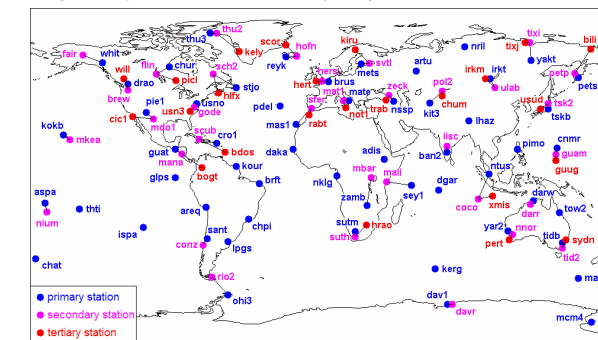 thu2
thu3
scor
hofn
kiru
tixi
tixj
bili
fair
whit
flin
chur
kely
reyk
svtl
mets
nril
yakt
will
drao
picl
sch2
stjo
hers
hert
brus
artu
irkm
irkt
ulab
petp
pets
brew
pie1
usn3
usno
gode
hlfx
pdel
sfer
mat1
mate
zeck
pol2
chum
usud
tsk2
tskb
cic1
mdo1
mas1
rabt
not1
trab
nssp
kit3
lhaz
kokb
mkea
scub
cro1
guat
mana
bdos
daka
adis
iisc
ban2
pimo
cnmr
guam
guug
glps
bogt
kour
brft
nklg
mbar
mali
sey1
dgar
ntus
coco
xmis
aspa
nium
thti
areq
zamb
darw
darr
tow2
ispa
sant
conz
chpi
lpgs
sutm
suth
hrao
yar2
nnor
pert
tidb
tid2
sydn
chat
rio2
kerg
ma
ohi3
dav1
davr
mcm4
primary station
secondary station
tertiary station